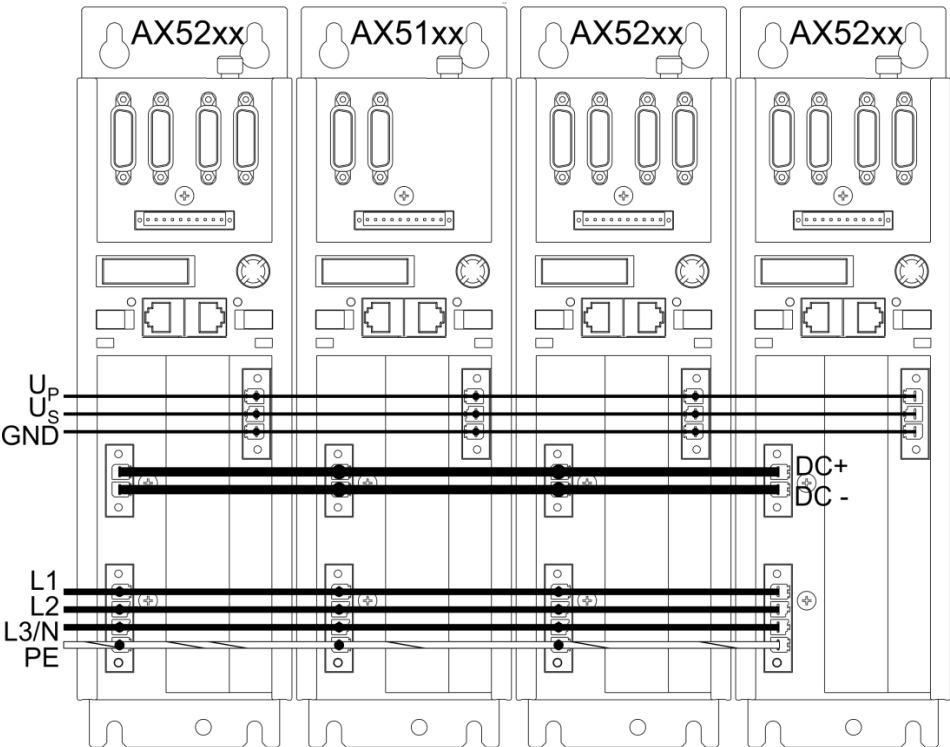 AX52xx AX51xx AX52xx AX52xx
UP
US
GND
DC+
DC -
L1
L2
L3/N
PE